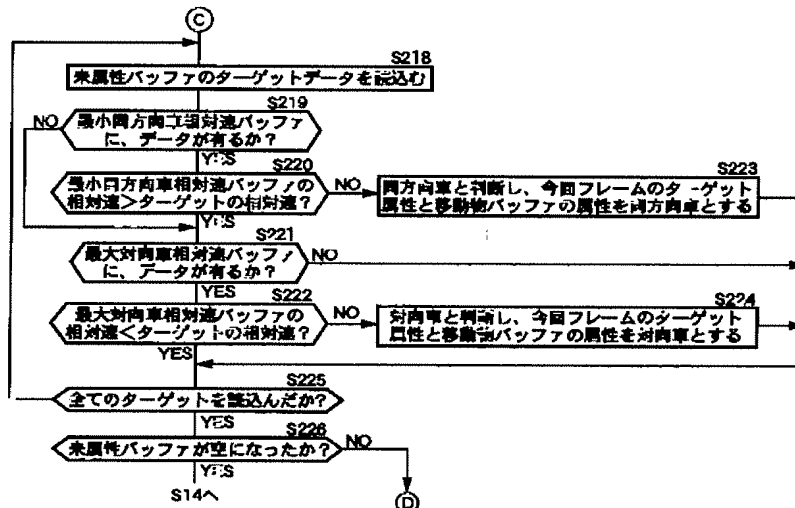 C
S218
未属性バッファのターゲットデータを読込む
S219
最小同方向車相対速バッファ
に、データが有るか？
NO
YES
S220
最小同方向車相対速バッファの
相対速＞ターゲットの相対速？
NO
YES
S223
同方向車と判断し、今回フレームのターゲット
属性と移動物バッファの属性を同方向車とする
S221
最大対向車相対速バッファ
に、データが有るか？
NO
YES
S222
最大対向車相対速バッファの
相対速＜ターゲットの相対速？
NO
YES
S224
対向車と判断し、今回フレームのターゲット
属性と移動物バッファの属性を対向車とする
S225
全てのターゲットを読込んだか？
YES
S226
未属性バッファが空になったか？
NO
YES
S14へ
D